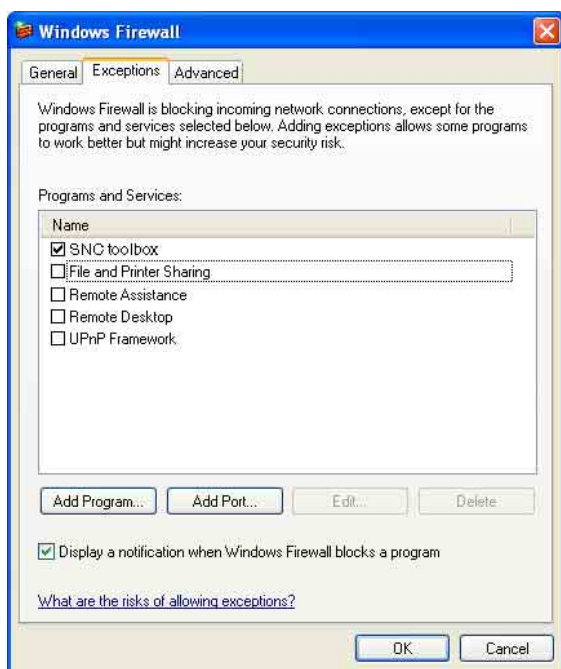 Windows Firewall
General
Exceptions
Advanced
Windows Firewall is blocking incoming network connections, except for the
programs and services selected below. Adding exceptions allows some programs
to work better but might increase your security risk.
Programs and Services:
Name
SNC toolbox
File and Printer Sharing
Remote Assistance
Remote Desktop
UPnP Framework
Add Program...
Add Port...
Edit...
Delete
Display a notification when Windows Firewall blocks a program
What are the risks of allowing exceptions?
OK
Cancel